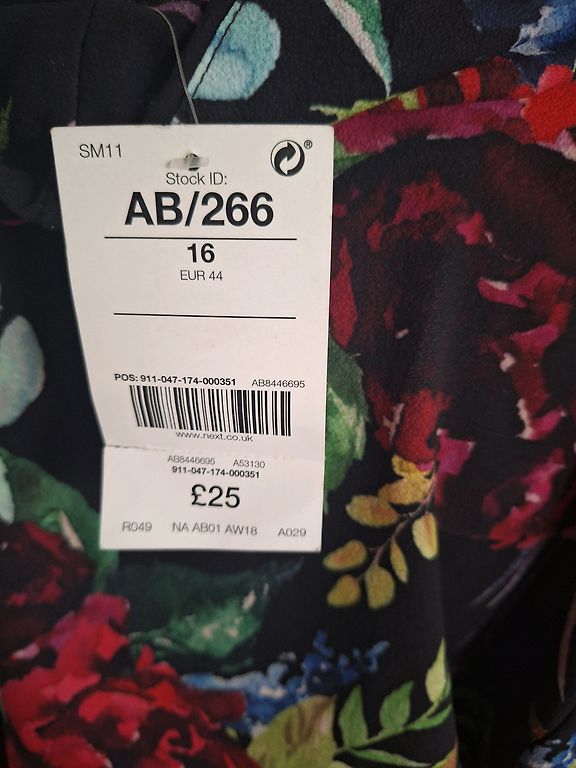 SM11
®
Stock ID:
AB/266
16
EUR 44
POS: 911-047-174-000351 AB8446695
www.next.co.uk
AB8446695 A53130
911-047-174-000351
£25
R049 NA AB01 AW18 A029